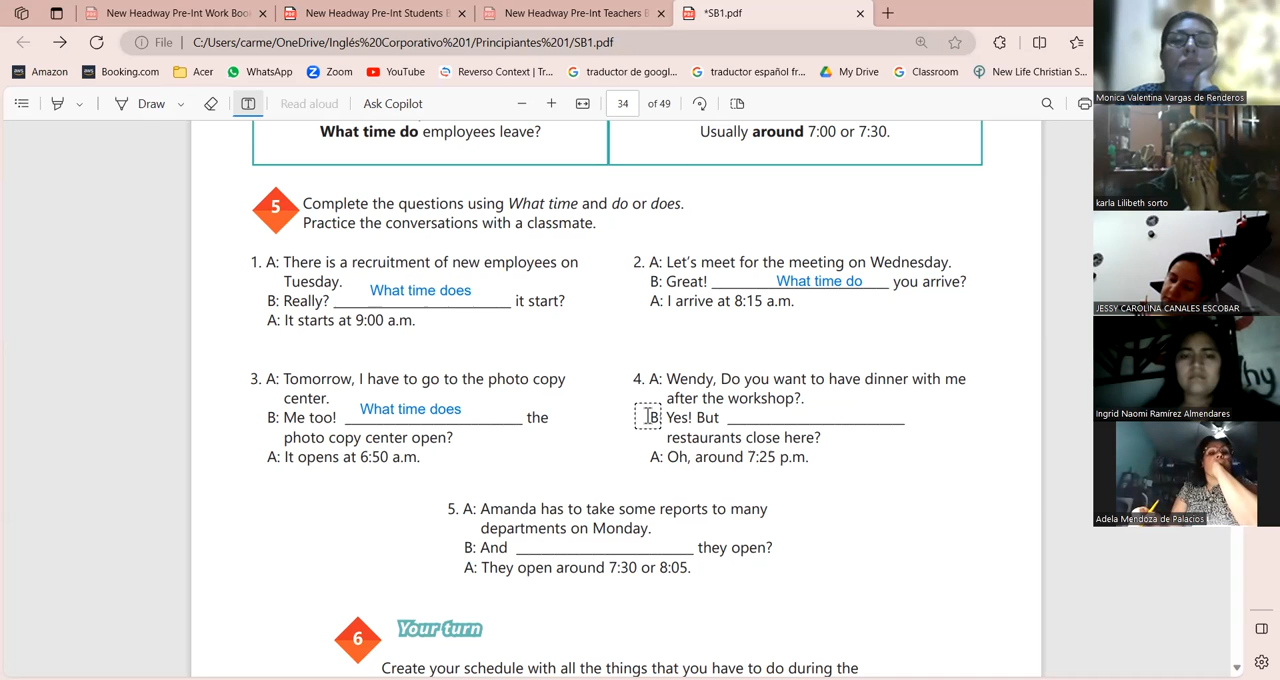 New Headway Pre-Int Work Boo
New Headway Pre-Int Students B
New Headway Pre-Int Teachers B
*SB1.pdf
File
C:/Users/carme/OneDrive/Inglés%20Corporativo%201/Principiantes%201/SB1.pdf
Amazon
Booking.com
Acer
WhatsApp
Zoom
YouTube
Reverso Context | Tr...
traductor de googl...
traductor español fr...
My Drive
Classroom
New Life Christian S...
Draw
Read aloud
Ask Copilot
34 of 49
What time do employees leave?
Usually around 7:00 or 7:30.
5
Complete the questions using What time and do or does.
Practice the conversations with a classmate.
1. A: There is a recruitment of new employees on
Tuesday.
B: Really? What time does it start?
A: It starts at 9:00 a.m.
2. A: Let's meet for the meeting on Wednesday.
B: Great! What time do you arrive?
A: I arrive at 8:15 a.m.
3. A: Tomorrow, I have to go to the photo copy
center.
B: Me too! What time does the
photo copy center open?
A: It opens at 6:50 a.m.
4. A: Wendy, Do you want to have dinner with me
after the workshop?.
B: Yes! But ____________________
restaurants close here?
A: Oh, around 7:25 p.m.
5. A: Amanda has to take some reports to many
departments on Monday.
B: And ____________________ they open?
A: They open around 7:30 or 8:05.
6
Your turn
Create your schedule with all the things that you have to do during the
Monica Valentina Vargas de Renderos
karla Lilibeth sorto
JESSY CAROLINA CANALES ESCOBAR
hy
Ingrid Naomi Ramírez Almendares
Adela Mendoza de Palacios